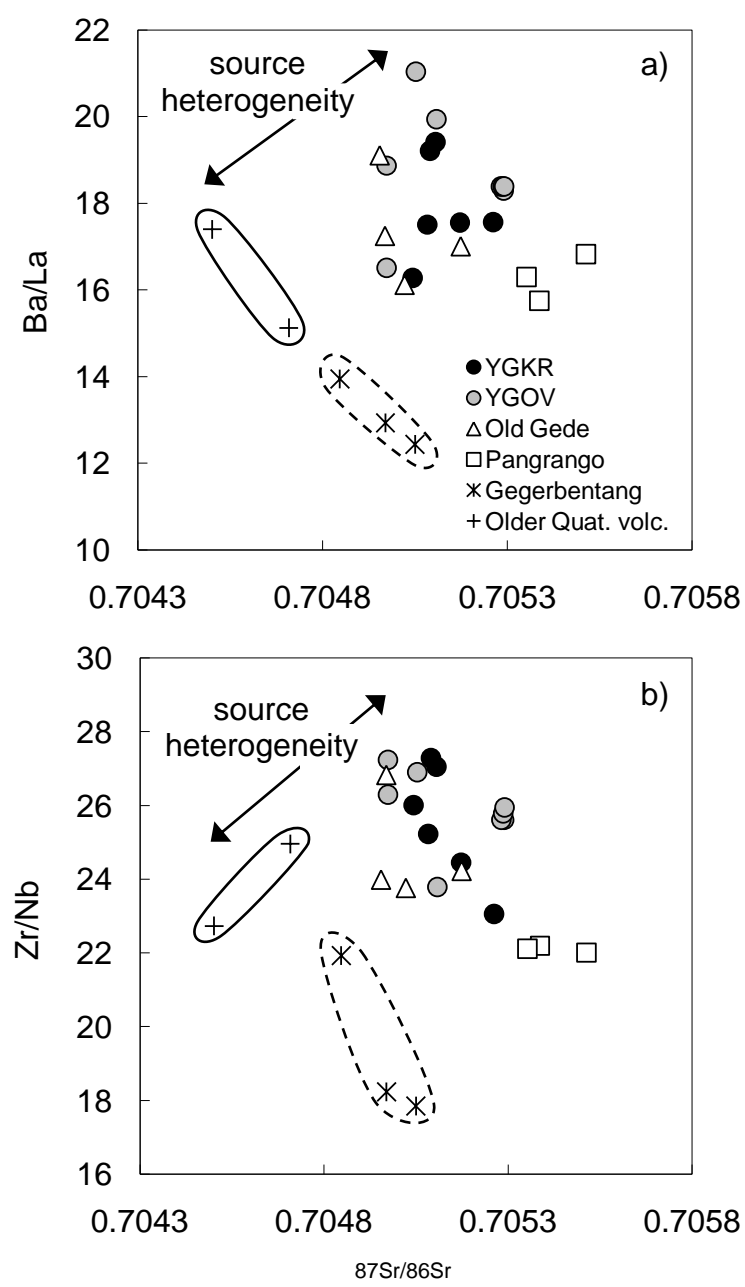 22
20
18
16
14
12
10
Ba/La
source
heterogeneity
a)
YGKR
YGOV
Old Gede
Pangrango
Gegerbentang
Older Quat. volc.
0.7043
0.7048
0.7053
0.7058
30
28
26
24
22
20
18
16
Zr/Nb
source
heterogeneity
b)
0.7043
0.7048
0.7053
0.7058
87Sr/86Sr